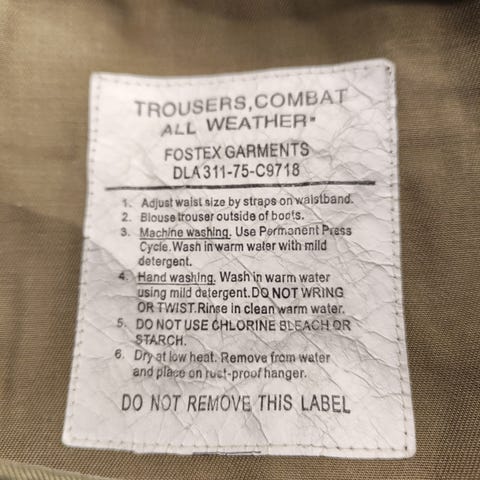 TROUSERS,COMBAT
ALL WEATHER"
FOSTEX GARMENTS
DLA 311-75-C9718
1. Adjust waist size by straps on waistband.
2. Blouse trouser outside of boots.
3. Machine washing. Use Permanent Press
Cycle.Wash in warm water with mild
detergent.
4. Hand washing. Wash in warm water
using mild detergent.DO NOT WRING
OR TWIST.Rinse in clean warm water.
5. DO NOT USE CHLORINE BLEACH OR
STARCH.
6. Dry at low heat. Remove from water
and place on rust-proof hanger.
DO NOT REMOVE THIS LABEL